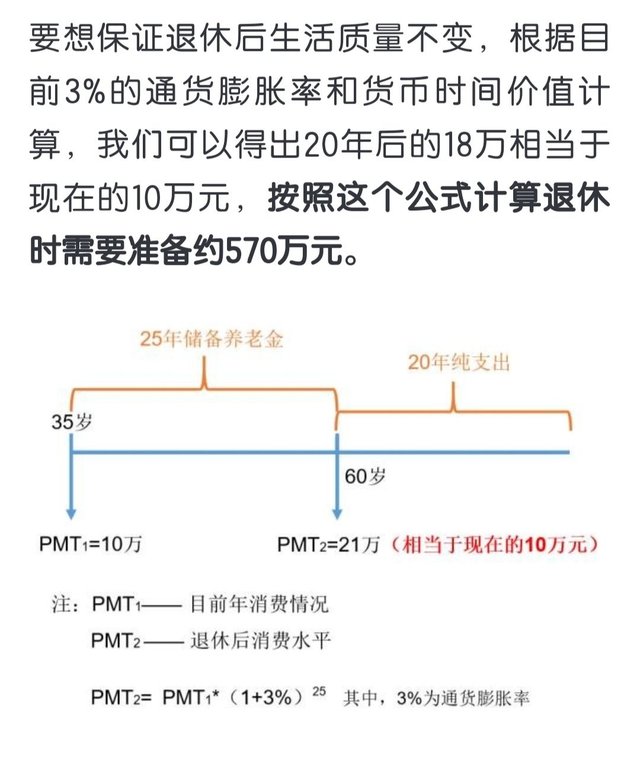 要想保证退休后生活质量不变，根据目
前3%的通货膨胀率和货币时间价值计
算，我们可以得出20年后的18万相当于
现在的10万元，按照这个公式计算退休
时需要准备约570万元。
25年储备养老金
20年纯支出
35岁
60岁
PMT₁=10万
PMT₂=21万（相当于现在的10万元）
注：PMT₁—— 目前年消费情况
PMT₂—— 退休后消费水平
PMT₂= PMT₁*（1+3%）²⁵ 其中，3%为通货膨胀率